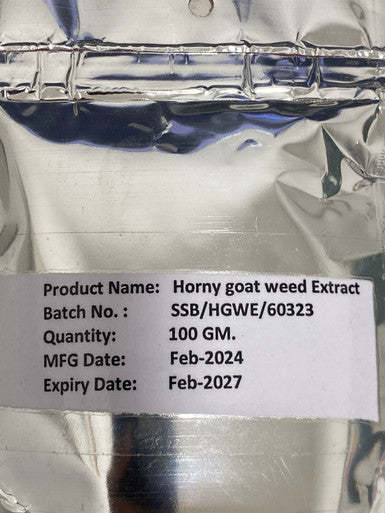 Product Name: Horny goat weed Extract
Batch No. : SSB/HGWE/60323
Quantity: 100 GM.
MFG Date: Feb-2024
Expiry Date: Feb-2027